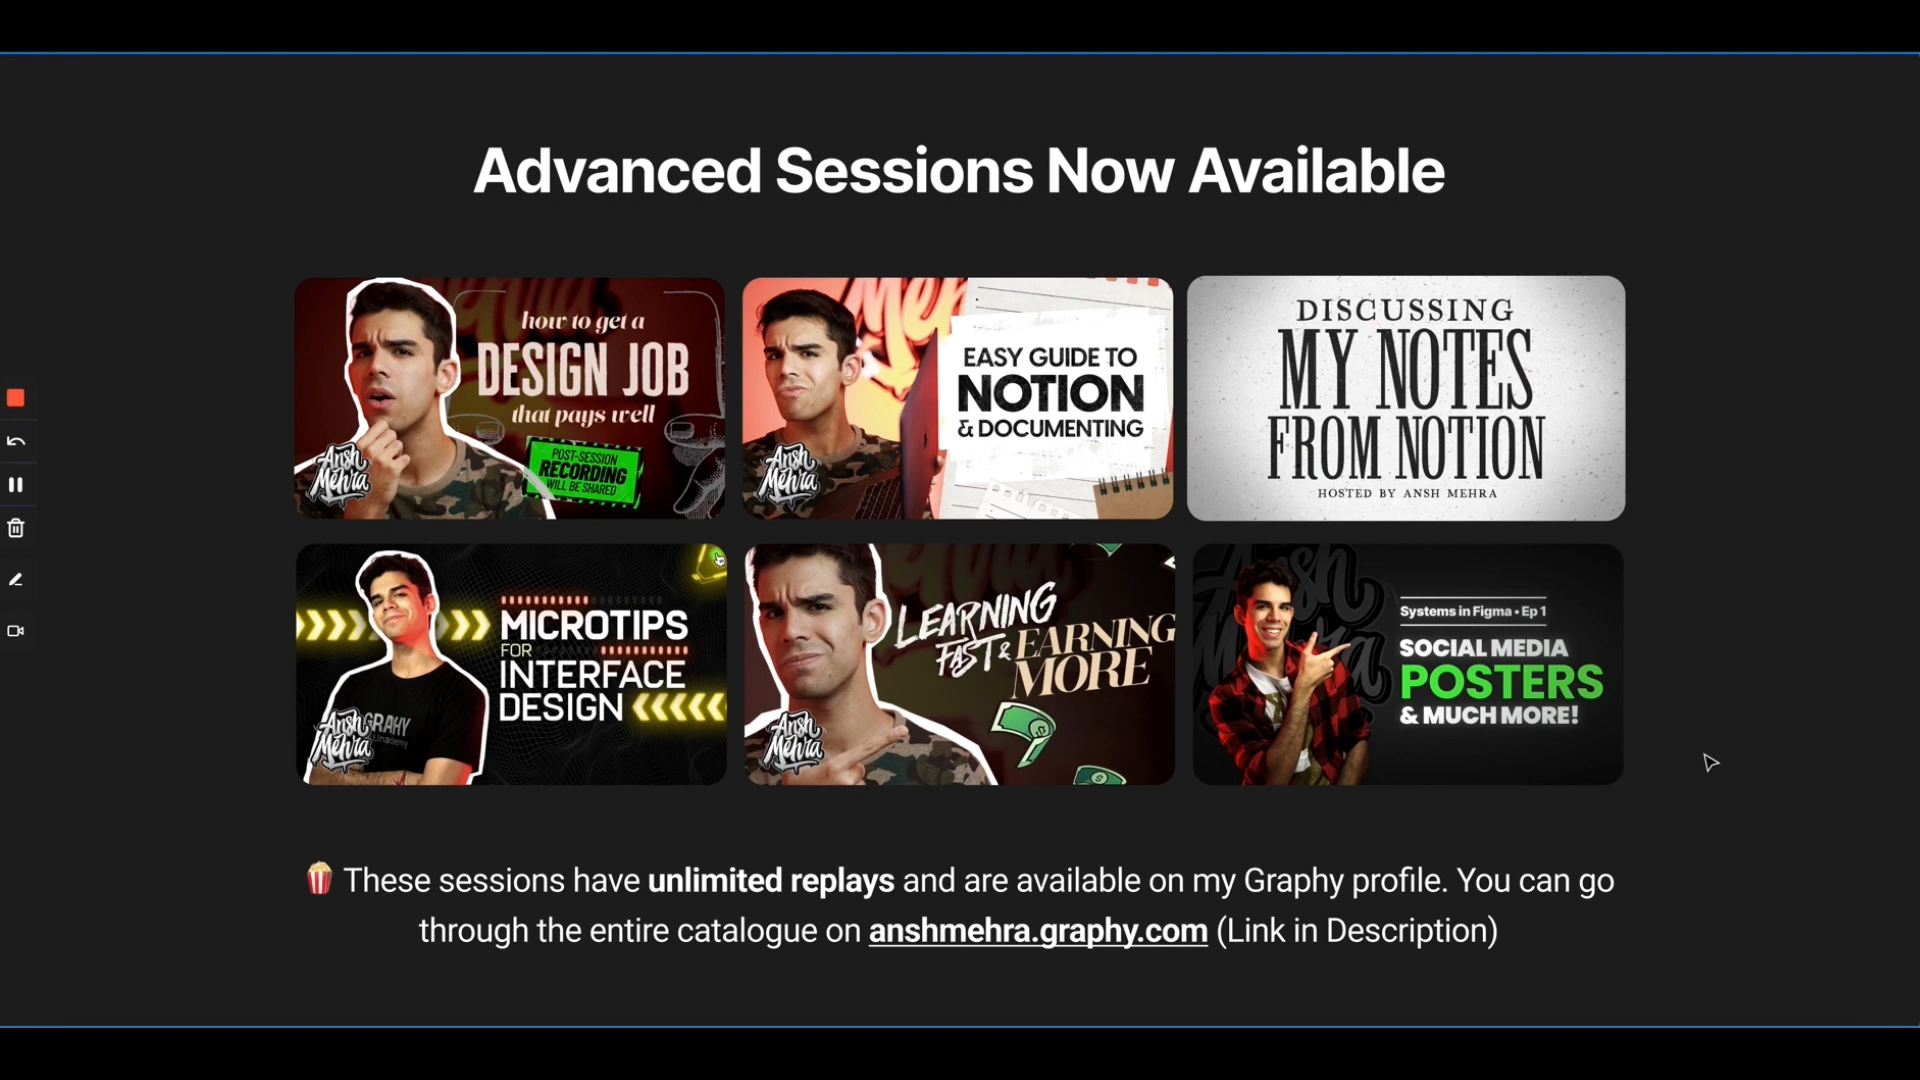 Advanced Sessions Now Available
how to get a
DESIGN JOB
that pays well
POST-SESSION
RECORDING
WILL BE SHARED
Ansh
Mehra
EASY GUIDE TO
NOTION
& DOCUMENTING
Ansh
Mehra
DISCUSSING
MY NOTES
FROM NOTION
HOSTED BY ANSH MEHRA
MICROTIPS
FOR
INTERFACE
DESIGN
Ansh
Mehra
GRAHY
LEARNING
FAST & EARNING
MORE
Ansh
Mehra
Systems in Figma • Ep 1
SOCIAL MEDIA
POSTERS
& MUCH MORE!
🍿 These sessions have unlimited replays and are available on my Graphy profile. You can go
through the entire catalogue on anshmehra.graphy.com (Link in Description)